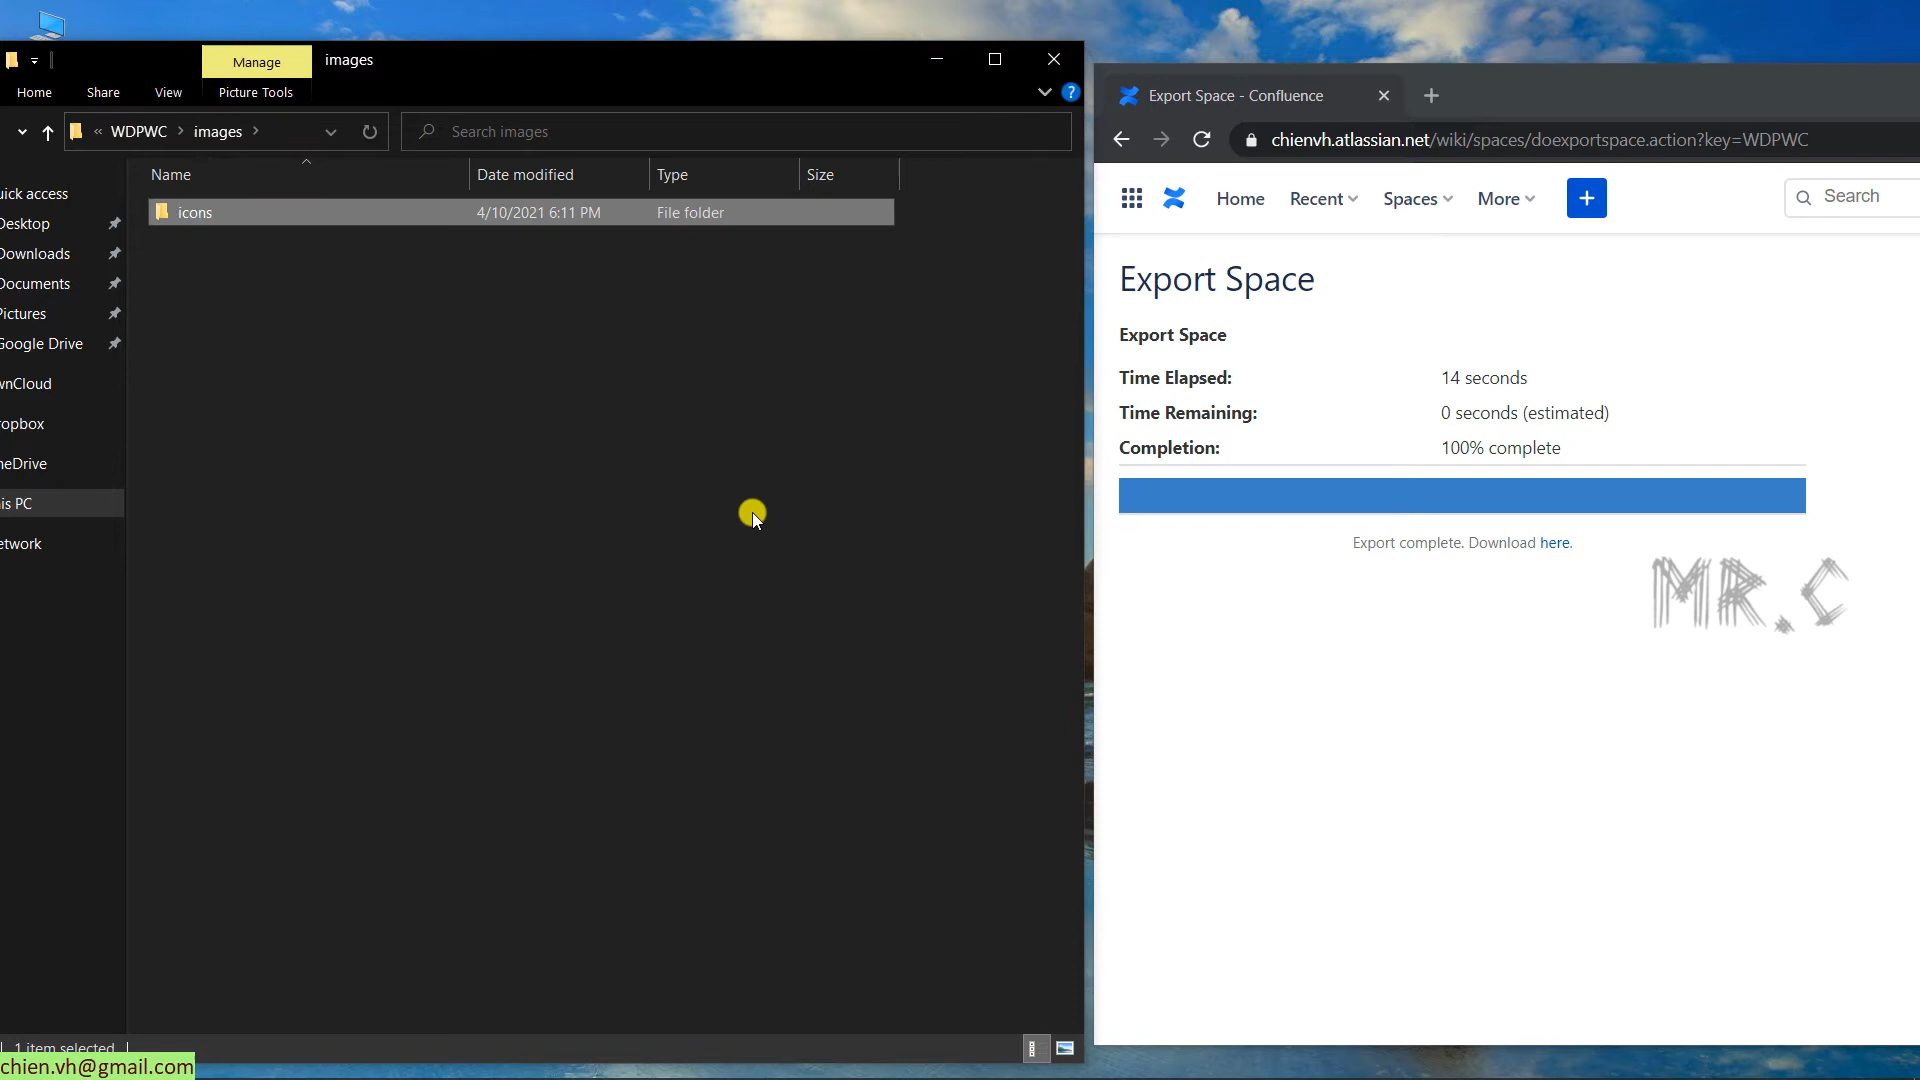 Manage
images
Home
Share
View
Picture Tools
?
«
WDPWC
images
Search images
Name
Date modified
Type
Size
uick access
Desktop
Downloads
Documents
Pictures
Google Drive
wnCloud
ropbox
neDrive
is PC
etwork
icons
4/10/2021 6:11 PM
File folder
1 item selected
chien.vh@gmail.com
Export Space - Confluence
chienvh.atlassian.net/wiki/spaces/doexportspace.action?key=WDPWC
Home
Recent
Spaces
More
+
Search
Export Space
Export Space
Time Elapsed:
14 seconds
Time Remaining:
0 seconds (estimated)
Completion:
100% complete
Export complete. Download here.
MR.C